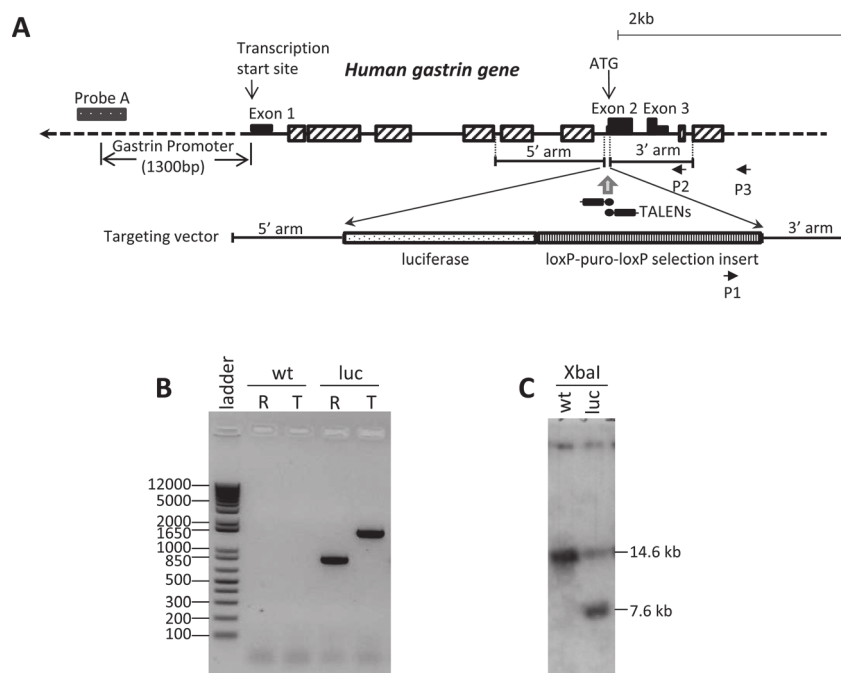 A
2kb
Transcription
start site
Human gastrin gene
ATG
Probe A
Exon 1
Exon 2
Exon 3
Gastrin Promoter
(1300bp)
5’ arm
3’ arm
P2
P3
TALENs
Targeting vector
5’ arm
3’ arm
luciferase
loxP-puro-loxP selection insert
P1
B
ladder
wt
luc
R
T
R
T
12000
5000
2000
1650
1000
850
500
300
200
100
C
XbaI
wt
luc
14.6 kb
7.6 kb